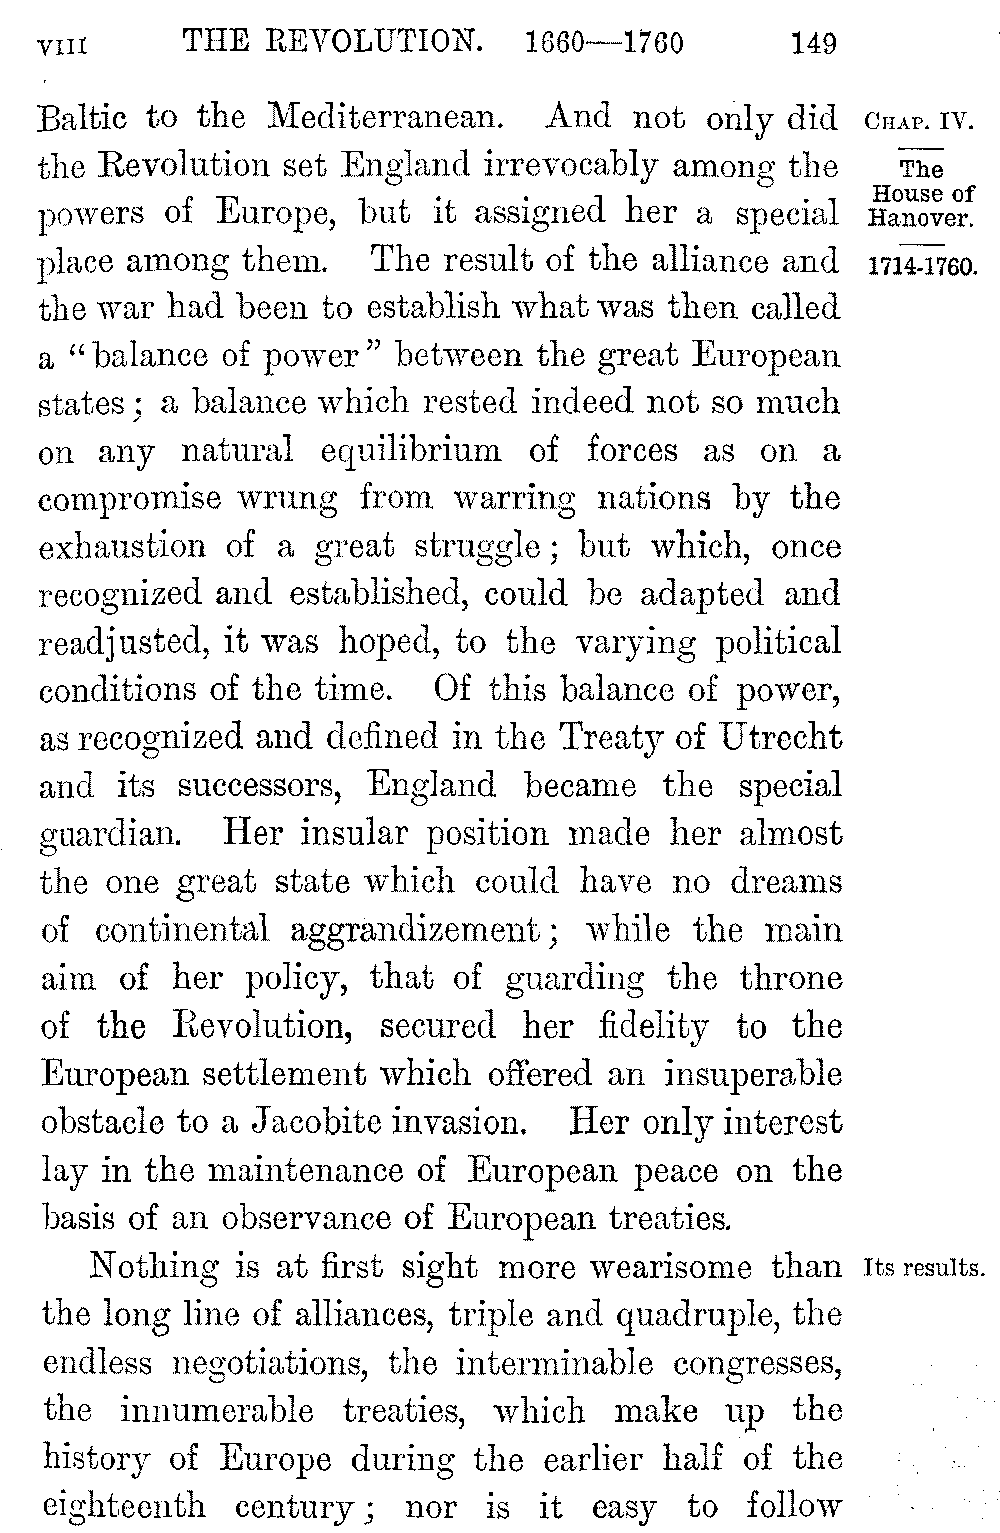 VIII THE REVOLUTION. 1660—1760 149
Baltic to the Mediterranean. And not only did
the Revolution set England irrevocably among the
powers of Europe, but it assigned her a special
place among them. The result of the alliance and
the war had been to establish what was then called
a “balance of power” between the great European
states; a balance which rested indeed not so much
on any natural equilibrium of forces as on a
compromise wrung from warring nations by the
exhaustion of a great struggle; but which, once
recognized and established, could be adapted and
readjusted, it was hoped, to the varying political
conditions of the time. Of this balance of power,
as recognized and defined in the Treaty of Utrecht
and its successors, England became the special
guardian. Her insular position made her almost
the one great state which could have no dreams
of continental aggrandizement; while the main
aim of her policy, that of guarding the throne
of the Revolution, secured her fidelity to the
European settlement which offered an insuperable
obstacle to a Jacobite invasion. Her only interest
lay in the maintenance of European peace on the
basis of an observance of European treaties.
Nothing is at first sight more wearisome than
the long line of alliances, triple and quadruple, the
endless negotiations, the interminable congresses,
the innumerable treaties, which make up the
history of Europe during the earlier half of the
eighteenth century; nor is it easy to follow
CHAP. IV.
The
House of
Hanover.
1714-1760.
Its results.